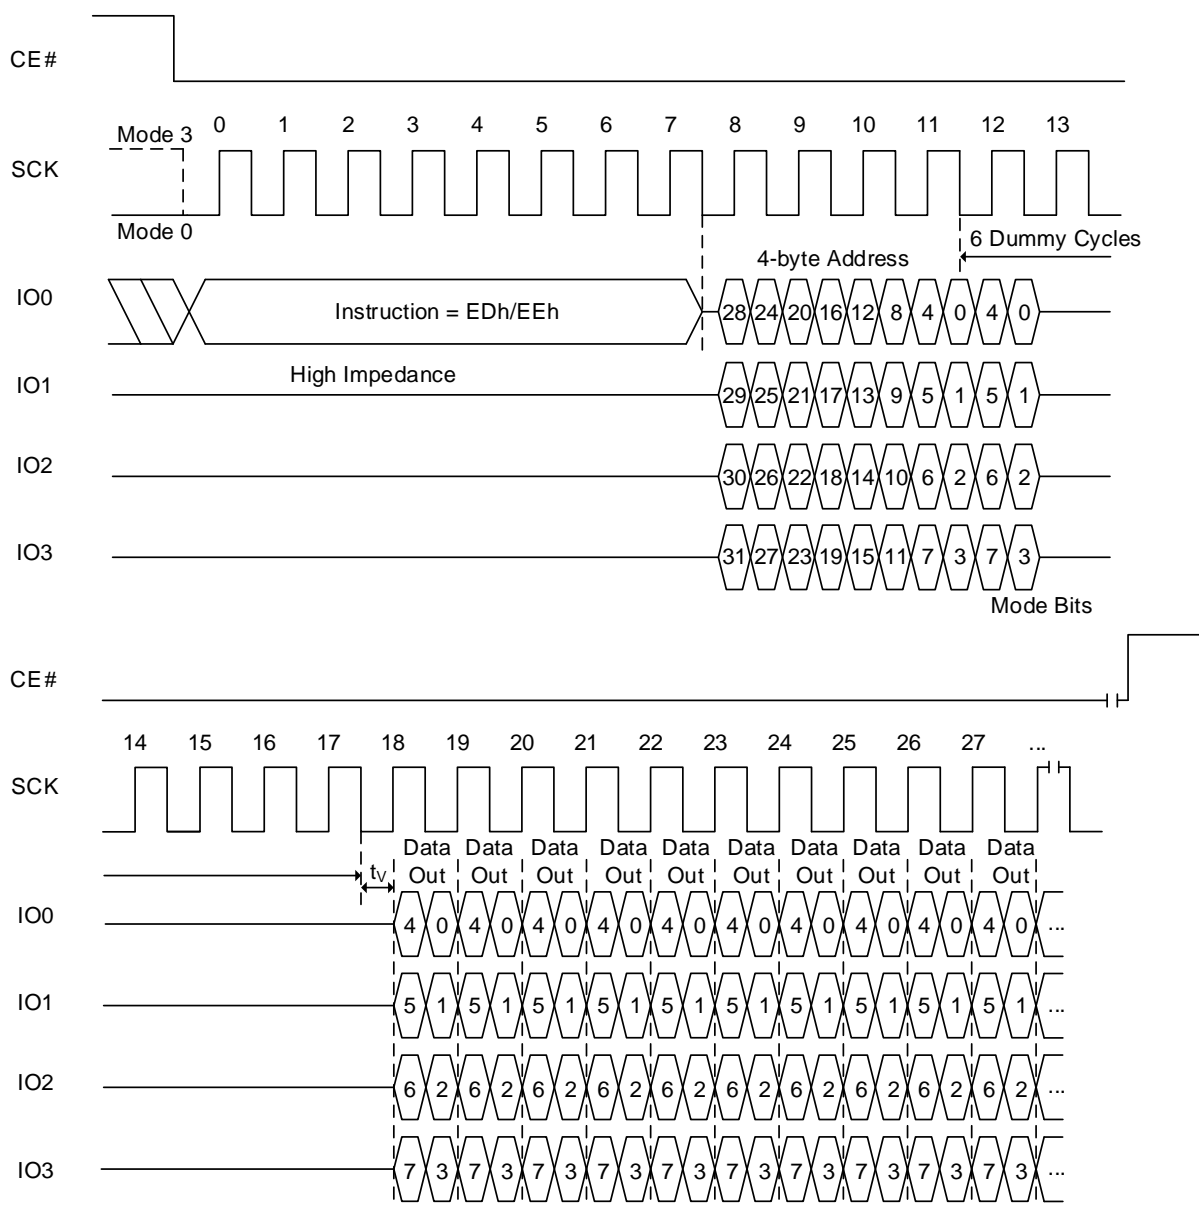 CE#
Mode 3 0 1 2 3 4 5 6 7 8 9 10 11 12 13
SCK
Mode 0
6 Dummy Cycles
4-byte Address
IO0 Instruction = EDh/EEh 28 24 20 16 12 8 4 0 4 0
High Impedance
IO1 29 25 21 17 13 9 5 1 5 1
IO2 30 26 22 18 14 10 6 2 6 2
IO3 31 27 23 19 15 11 7 3 7 3
Mode Bits
CE#
14 15 16 17 18 19 20 21 22 23 24 25 26 27 ...
SCK
Data Data Data Data Data Data Data Data Data Data
tV Out Out Out Out Out Out Out Out Out Out
IO0 4 0 4 0 4 0 4 0 4 0 4 0 4 0 4 0 4 0 4 0 ...
IO1 5 1 5 1 5 1 5 1 5 1 5 1 5 1 5 1 5 1 5 1 ...
IO2 6 2 6 2 6 2 6 2 6 2 6 2 6 2 6 2 6 2 6 2 ...
IO3 7 3 7 3 7 3 7 3 7 3 7 3 7 3 7 3 7 3 7 3 ...